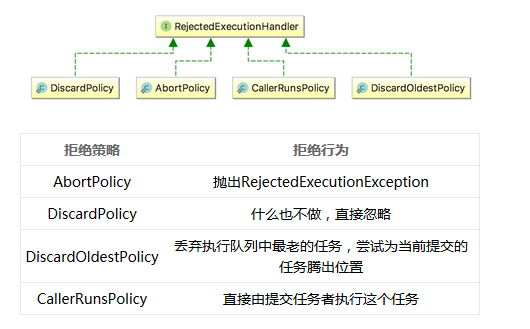 RejectedExecutionHandler
DiscardPolicy AbortPolicy CallerRunsPolicy DiscardOldestPolicy
拒绝策略 拒绝行为
AbortPolicy 抛出RejectedExecutionException
DiscardPolicy 什么也不做，直接忽略
DiscardOldestPolicy 丢弃执行队列中最老的任务，尝试为当前提交的
任务腾出位置
CallerRunsPolicy 直接由提交任务者执行这个任务